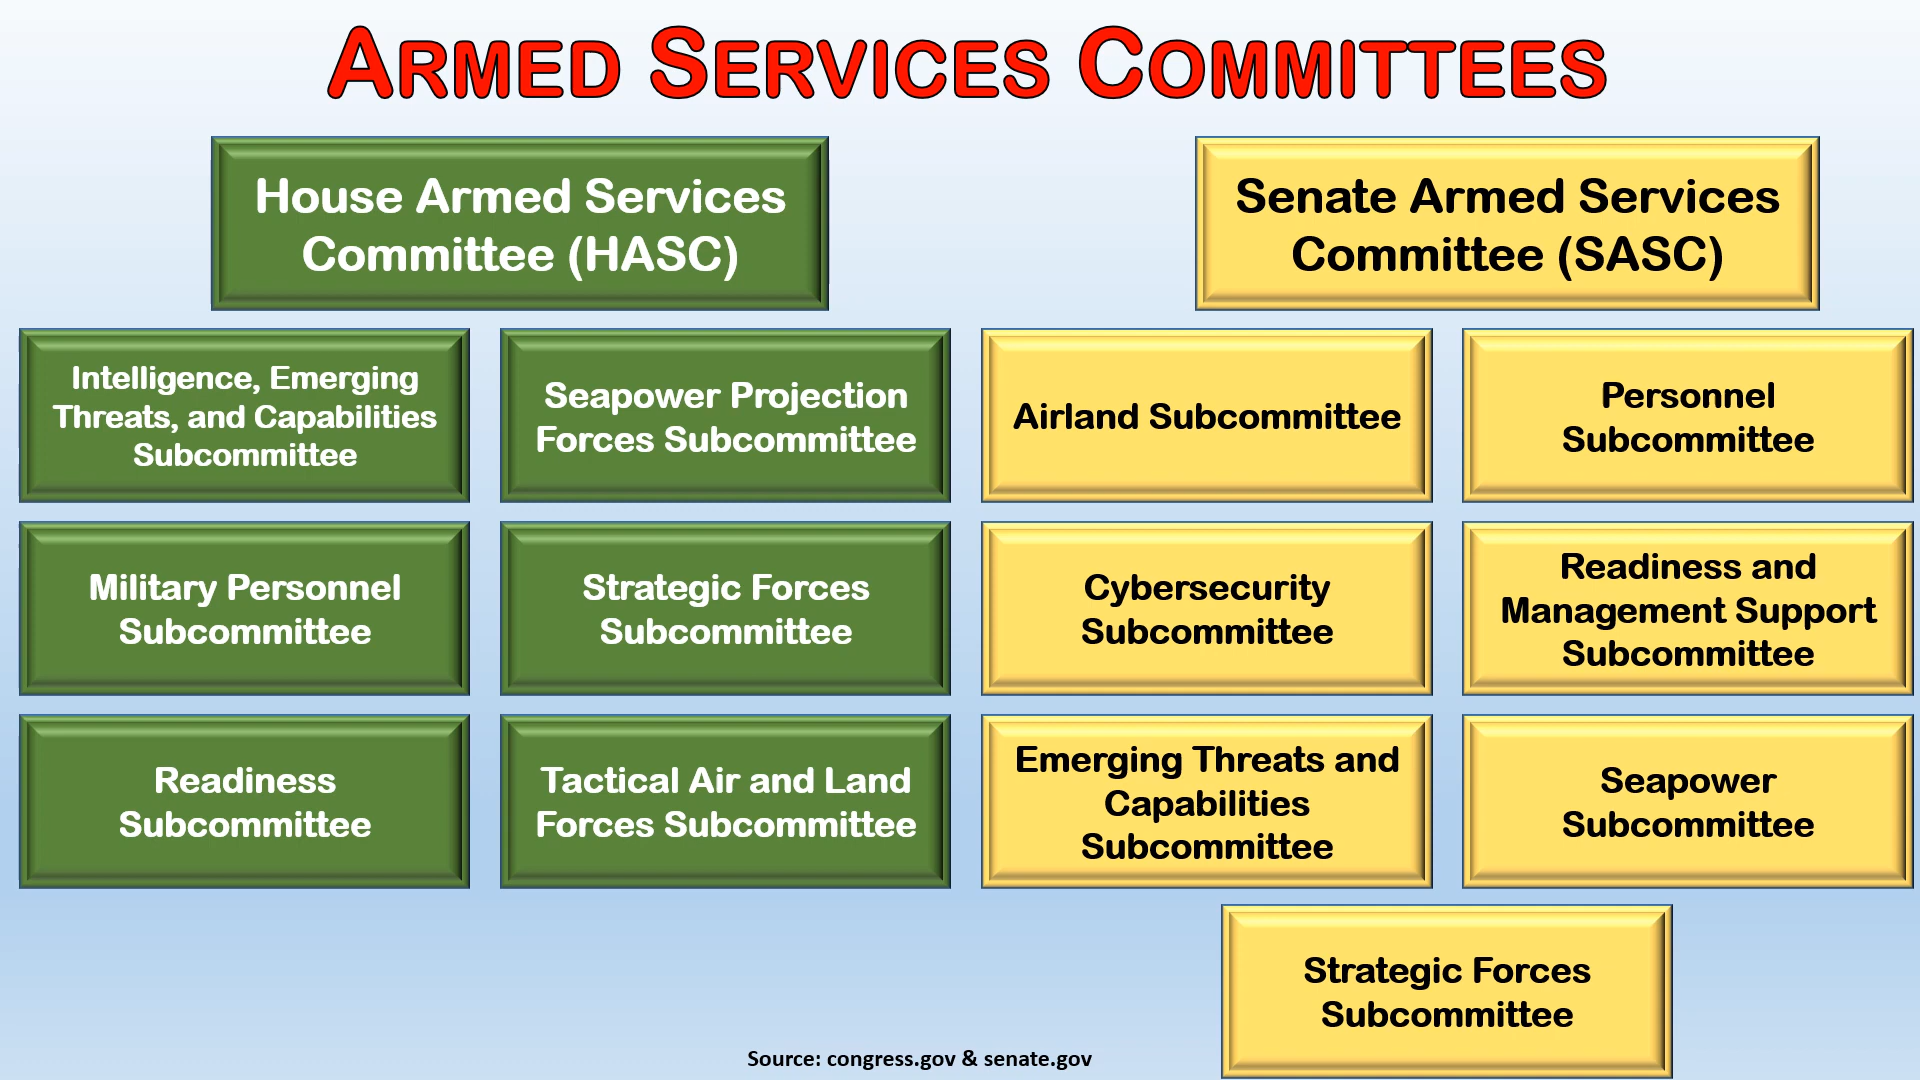 ARMED SERVICES COMMITTEES
House Armed Services
Committee (HASC)
Senate Armed Services
Committee (SASC)
Intelligence, Emerging
Threats, and Capabilities
Subcommittee
Seapower Projection
Forces Subcommittee
Airland Subcommittee
Personnel
Subcommittee
Military Personnel
Subcommittee
Strategic Forces
Subcommittee
Cybersecurity
Subcommittee
Readiness and
Management Support
Subcommittee
Readiness
Subcommittee
Tactical Air and Land
Forces Subcommittee
Emerging Threats and
Capabilities
Subcommittee
Seapower
Subcommittee
Strategic Forces
Subcommittee
Source: congress.gov & senate.gov